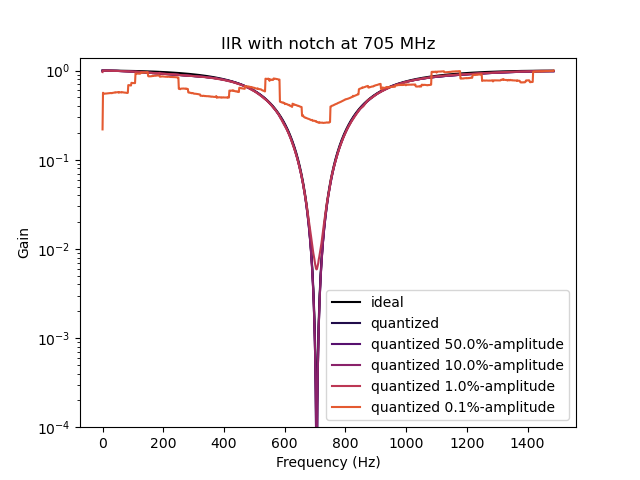 IIR with notch at 705 MHz
10^0
10^-1
10^-2
10^-3
10^-4
Gain
ideal
quantized
quantized 50.0%-amplitude
quantized 10.0%-amplitude
quantized 1.0%-amplitude
quantized 0.1%-amplitude
0 200 400 600 800 1000 1200 1400
Frequency (Hz)